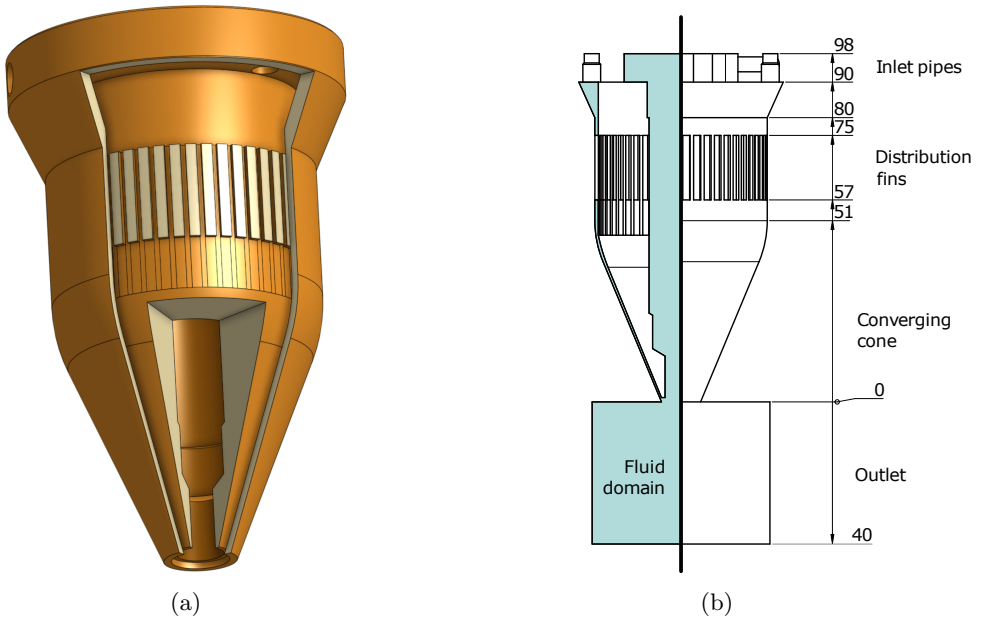 98
90
Inlet pipes
80
75
Distribution
fins
57
51
Converging
cone
0
Fluid
domain
Outlet
40
(a)
(b)